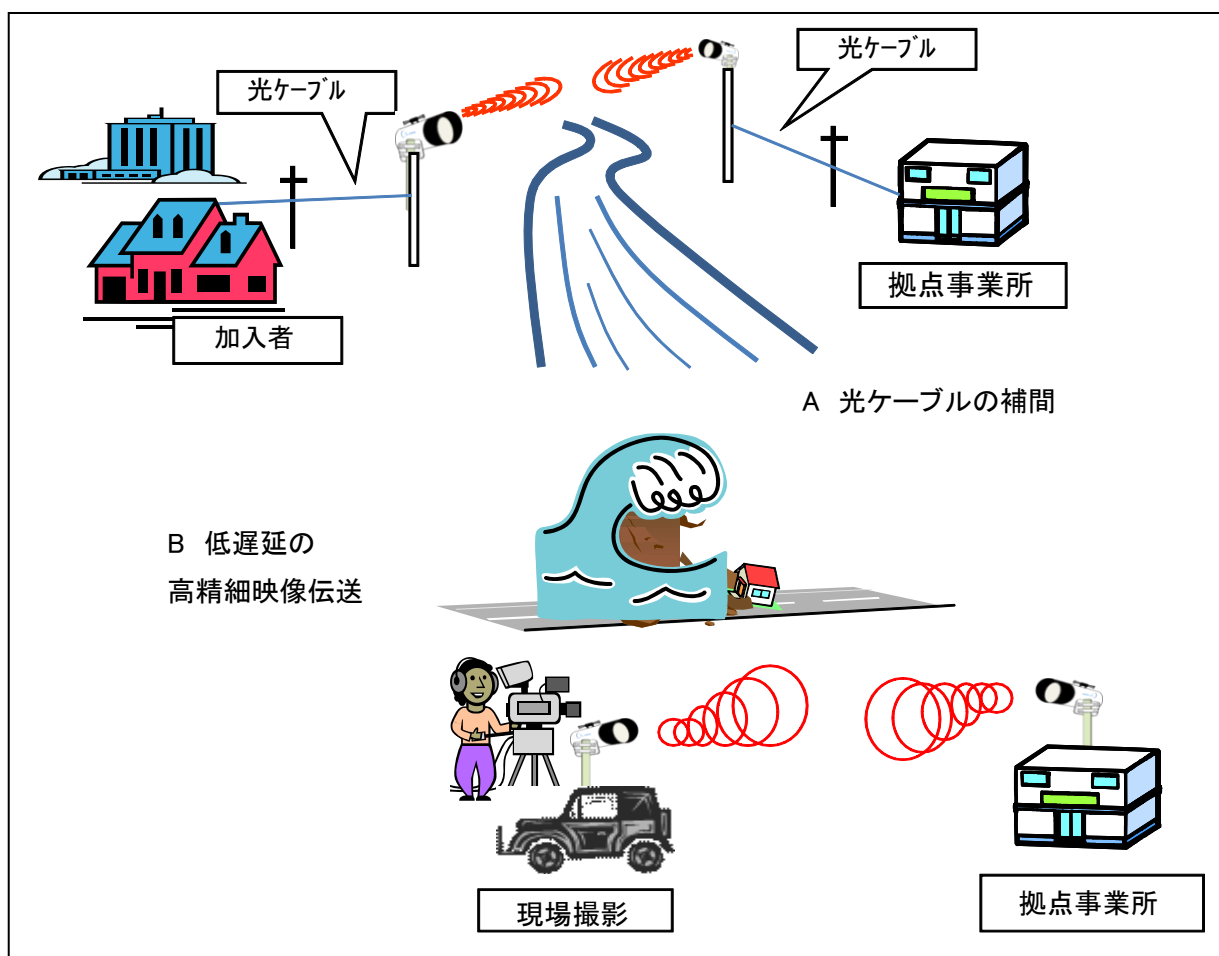 光ケーブル
光ケーブル
拠点事業所
加入者
A 光ケーブルの補間
B 低遅延の
高精細映像伝送
現場撮影
拠点事業所